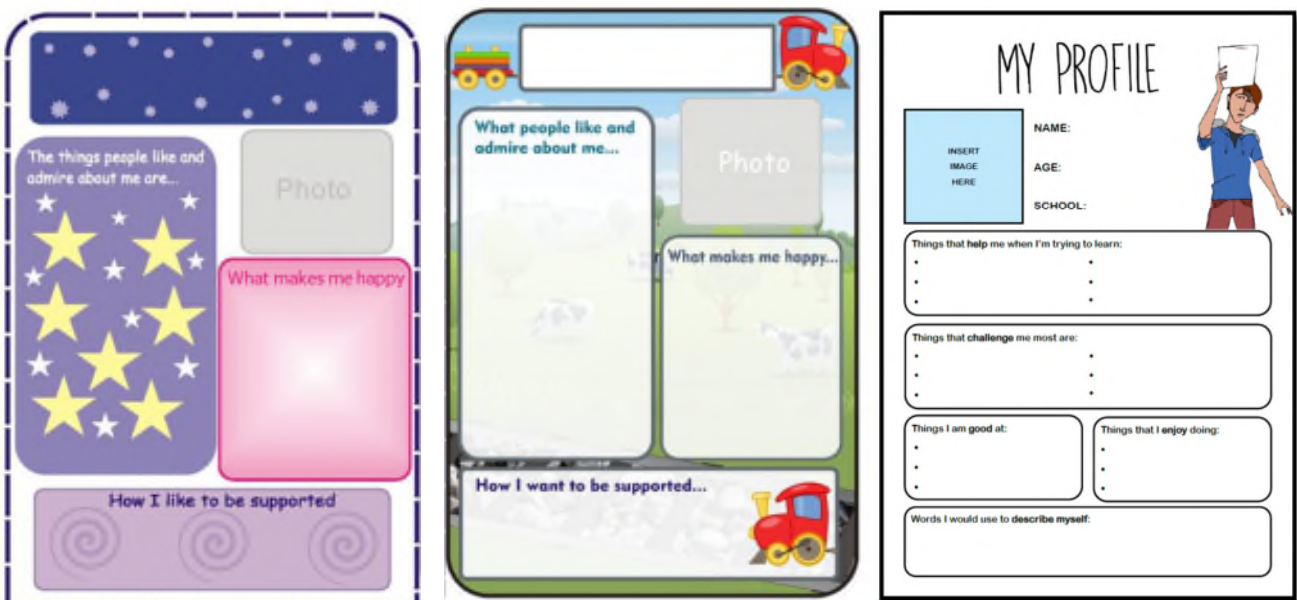 The things people like and
admire about me are...
Photo
What makes me happy
How I like to be supported
What people like and
admire about me...
Photo
What makes me happy...
How I want to be supported...
MY PROFILE
INSERT
IMAGE
HERE
NAME:
AGE:
SCHOOL:
Things that help me when I'm trying to learn:
Things that challenge me most are:
Things I am good at:
Things that I enjoy doing:
Words I would use to describe myself: